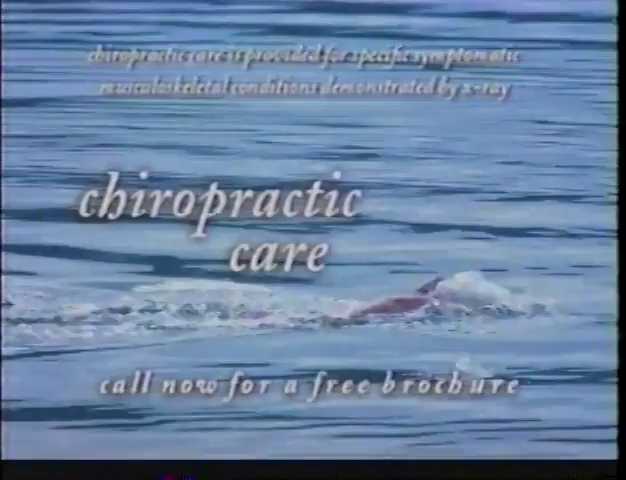 chiropractic care is provided for specific symptomatic
musculoskeletal conditions demonstrated by x-ray
chiropractic
care
call now for a free brochure